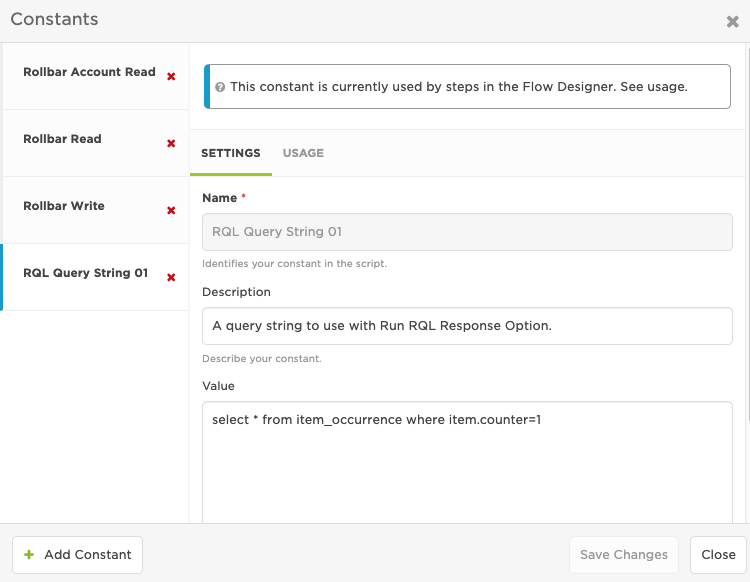 Constants
Rollbar Account Read
Rollbar Read
Rollbar Write
RQL Query String 01
This constant is currently used by steps in the Flow Designer. See usage.
SETTINGS USAGE
Name *
RQL Query String 01
Identifies your constant in the script.
Description
A query string to use with Run RQL Response Option.
Describe your constant.
Value
select * from item_occurrence where item.counter=1
+ Add Constant
Save Changes
Close